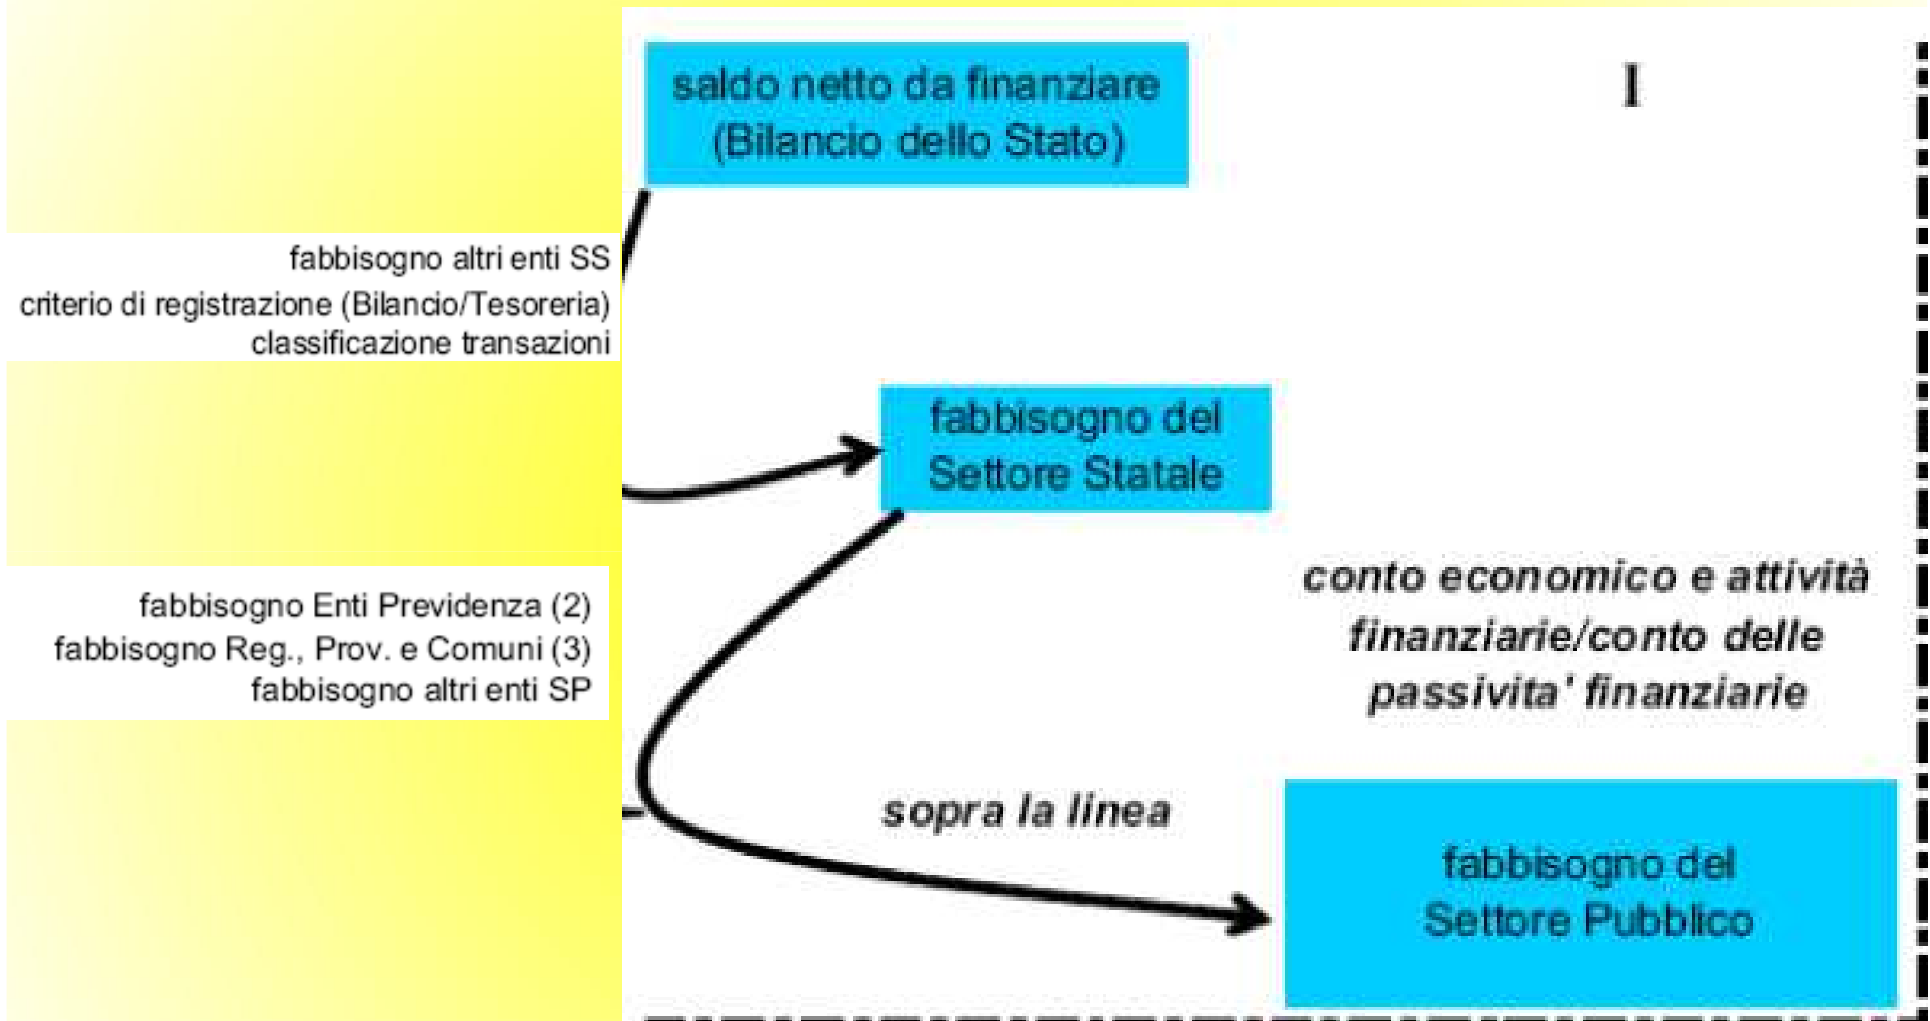 saldo netto da finanziare
(Bilancio dello Stato)
I
fabbisogno altri enti SS
criterio di registrazione (Bilancio/Tesoreria)
classificazione transazioni
fabbisogno del
Settore Statale
conto economico e attività
finanziarie/conto delle
passivita' finanziarie
fabbisogno Enti Previdenza (2)
fabbisogno Reg., Prov. e Comuni (3)
fabbisogno altri enti SP
sopra la linea
fabbisogno del
Settore Pubblico